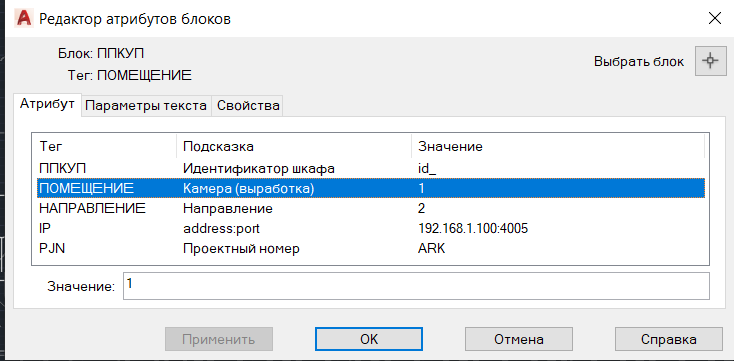 Редактор атрибутов блоков
Блок: ППКУП
Тег: ПОМЕЩЕНИЕ
Выбрать блок
Атрибут Параметры текста Свойства
Тег Подсказка Значение
ППКУП Идентификатор шкафа id_
ПОМЕЩЕНИЕ Камера (выработка) 1
НАПРАВЛЕНИЕ Направление 2
IP address:port 192.168.1.100:4005
PJN Проектный номер ARK
Значение: 1
Применить OK Отмена Справка